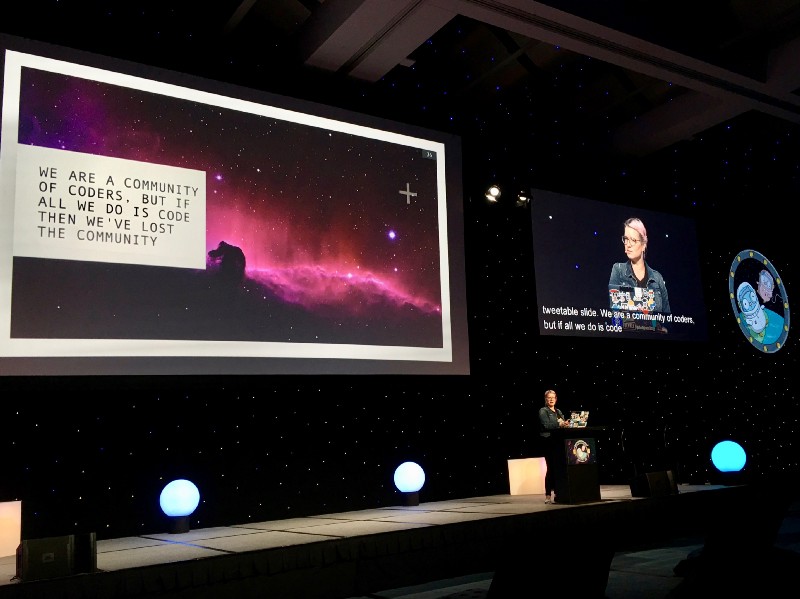 WE ARE A COMMUNITY
OF CODERS, BUT IF
ALL WE DO IS CODE
THEN WE'VE LOST
THE COMMUNITY
tweetable slide. We are a community of coders,
but if all we do is code